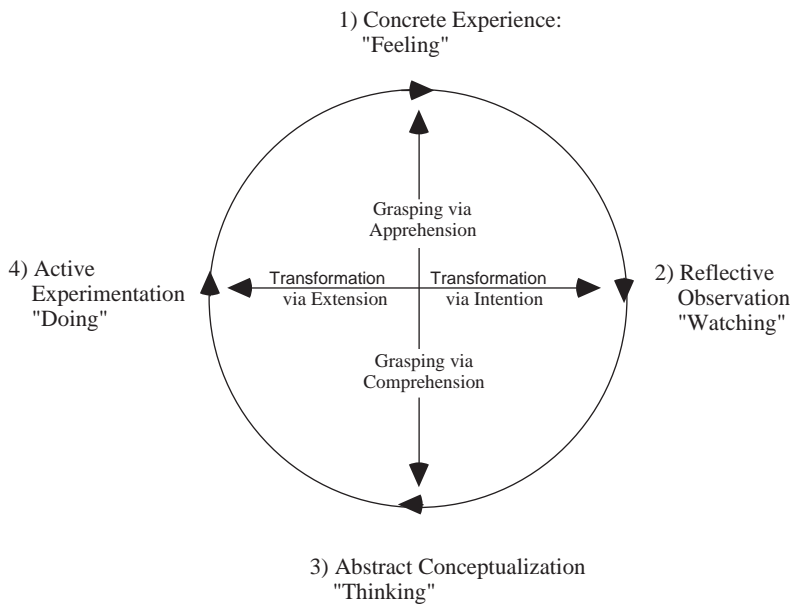 1) Concrete Experience:
"Feeling"
Grasping via
Apprehension
4) Active
Experimentation
"Doing"
Transformation
via Extension
Transformation
via Intention
2) Reflective
Observation
"Watching"
Grasping via
Comprehension
3) Abstract Conceptualization
"Thinking"